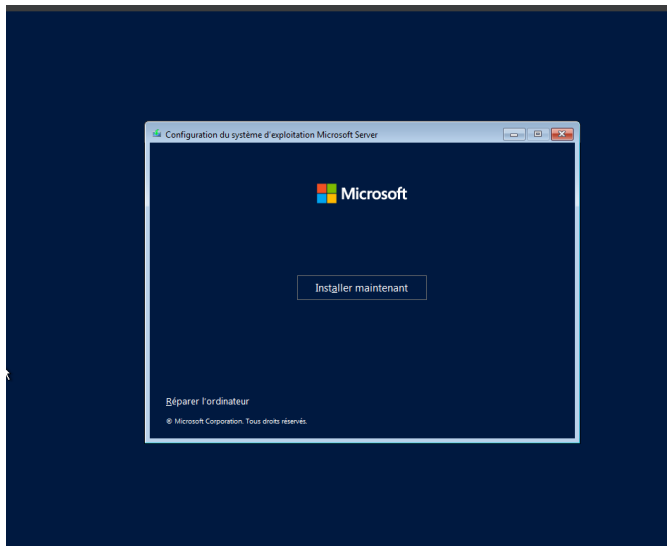 Configuration du système d'exploitation Microsoft Server
Microsoft
Installer maintenant
Réparer l'ordinateur
© Microsoft Corporation. Tous droits réservés.